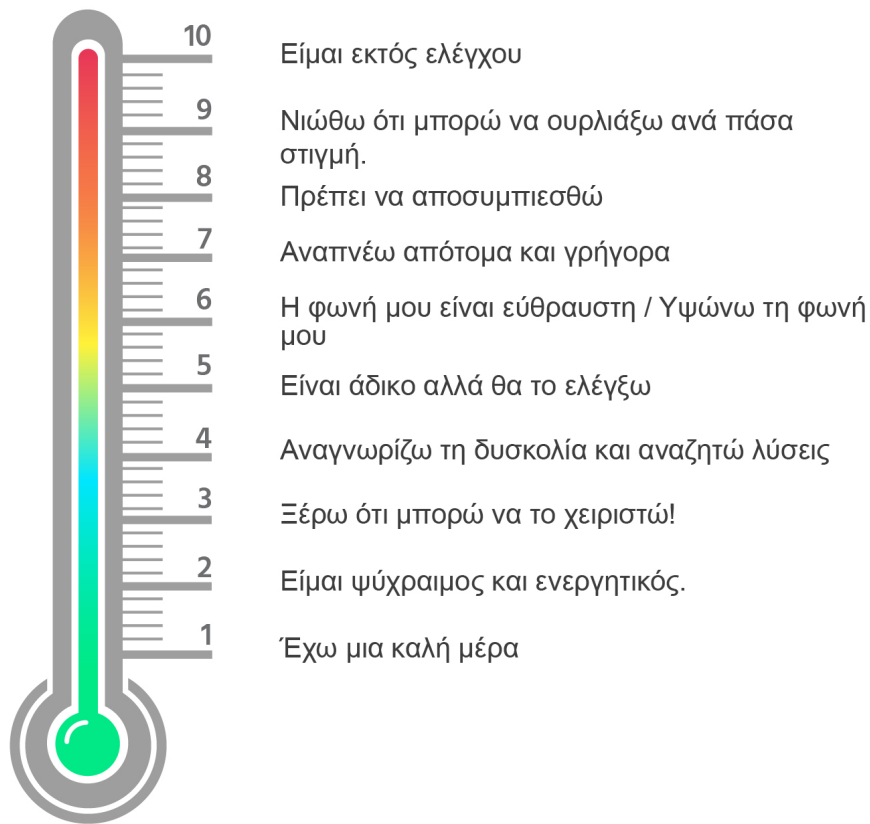 10
Είμαι εκτός ελέγχου
9
Νιώθω ότι μπορώ να ουρλιάξω ανά πάσα
στιγμή.
8
Πρέπει να αποσυμπιεσθώ
7
Αναπνέω απότομα και γρήγορα
6
Η φωνή μου είναι εύθραυστη / Υψώνω τη φωνή
μου
5
Είναι άδικο αλλά θα το ελέγξω
4
Αναγνωρίζω τη δυσκολία και αναζητώ λύσεις
3
Ξέρω ότι μπορώ να το χειριστώ!
2
Είμαι ψύχραιμος και ενεργητικός.
1
Έχω μια καλή μέρα